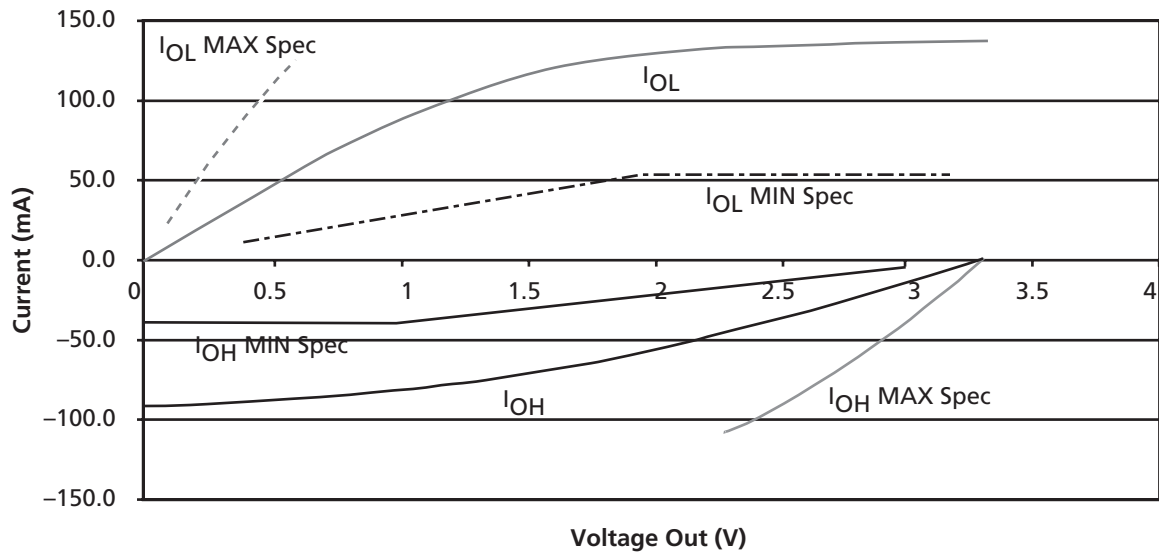 150.0
I_OL MAX Spec
I_OL
100.0
50.0
I_OL MIN Spec
0.0
0 0.5 1 1.5 2 2.5 3 3.5 4
Current (mA)
–50.0
I_OH MIN Spec
I_OH
I_OH MAX Spec
–100.0
–150.0
Voltage Out (V)